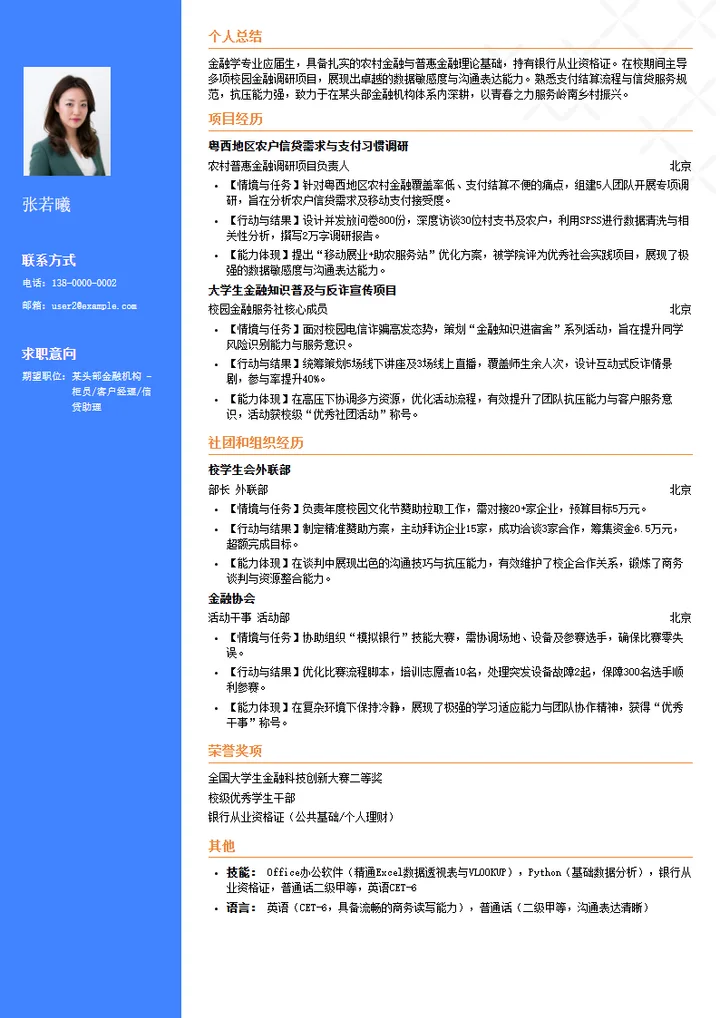 张若曦
联系方式
电话：138-0000-0002
邮箱：user2@example.com
求职意向
期望职位：某头部金融机构 -
柜员/客户经理/信
贷助理
个人总结
金融学专业应届生，具备扎实的农村金融与普惠金融理论基础，持有银行从业资格证。在校期间主导
多项校园金融调研项目，展现出卓越的数据敏感度与沟通表达能力。熟悉支付结算流程与信贷服务规
范，抗压能力强，致力于在某头部金融机构体系内深耕，以青春之力服务岭南乡村振兴。
项目经历
粤西地区农户信贷需求与支付习惯调研
农村普惠金融调研项目负责人 北京
• 【情境与任务】针对粤西地区农村金融覆盖率低、支付结算不便的痛点，组建5人团队开展专项调
研，旨在分析农户信贷需求及移动支付接受度。
• 【行动与结果】设计并发放问卷800份，深度访谈30位村支书及农户，利用SPSS进行数据清洗与相
关性分析，撰写2万字调研报告。
• 【能力体现】提出“移动展业+助农服务站”优化方案，被学院评为优秀社会实践项目，展现了极
强的数据敏感度与沟通表达能力。
大学生金融知识普及与反诈宣传项目
校园金融服务社核心成员 北京
• 【情境与任务】面对校园电信诈骗高发态势，策划“金融知识进宿舍”系列活动，旨在提升同学
风险识别能力与服务意识。
• 【行动与结果】统筹策划5场线下讲座及3场线上直播，覆盖师生余人次，设计互动式反诈情景
剧，参与率提升40%。
• 【能力体现】在高压下协调多方资源，优化活动流程，有效提升了团队抗压能力与客户服务意
识，活动获校级“优秀社团活动”称号。
社团和组织经历
校学生会外联部
部长 外联部 北京
• 【情境与任务】负责年度校园文化节赞助拉取工作，需对接20+家企业，预算目标5万元。
• 【行动与结果】制定精准赞助方案，主动拜访企业15家，成功洽谈3家合作，筹集资金6.5万元，
超额完成目标。
• 【能力体现】在谈判中展现出色的沟通技巧与抗压能力，有效维护了校企合作关系，锻炼了商务
谈判与资源整合能力。
金融协会
活动干事 活动部 北京
• 【情境与任务】协助组织“模拟银行”技能大赛，需协调场地、设备及参赛选手，确保比赛零失
误。
• 【行动与结果】优化比赛流程脚本，培训志愿者10名，处理突发设备故障2起，保障300名选手顺
利参赛。
• 【能力体现】在复杂环境下保持冷静，展现了极强的学习适应能力与团队协作精神，获得“优秀
干事”称号。
荣誉奖项
全国大学生金融科技创新大赛二等奖
校级优秀学生干部
银行从业资格证（公共基础/个人理财）
其他
• 技能： Office办公软件（精通Excel数据透视表与VLOOKUP），Python（基础数据分析），银行从
业资格证，普通话二级甲等，英语CET-6
• 语言： 英语（CET-6，具备流畅的商务读写能力），普通话（二级甲等，沟通表达清晰）